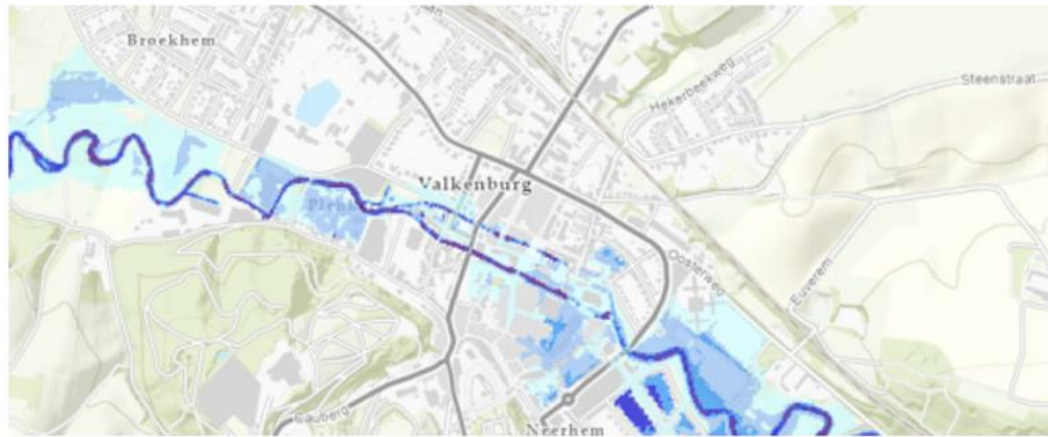 Broekhem
Steenstraat
Hekerbeekweg
Valkenburg
Oosterweg
Euverem
Cauberg
Neerhem